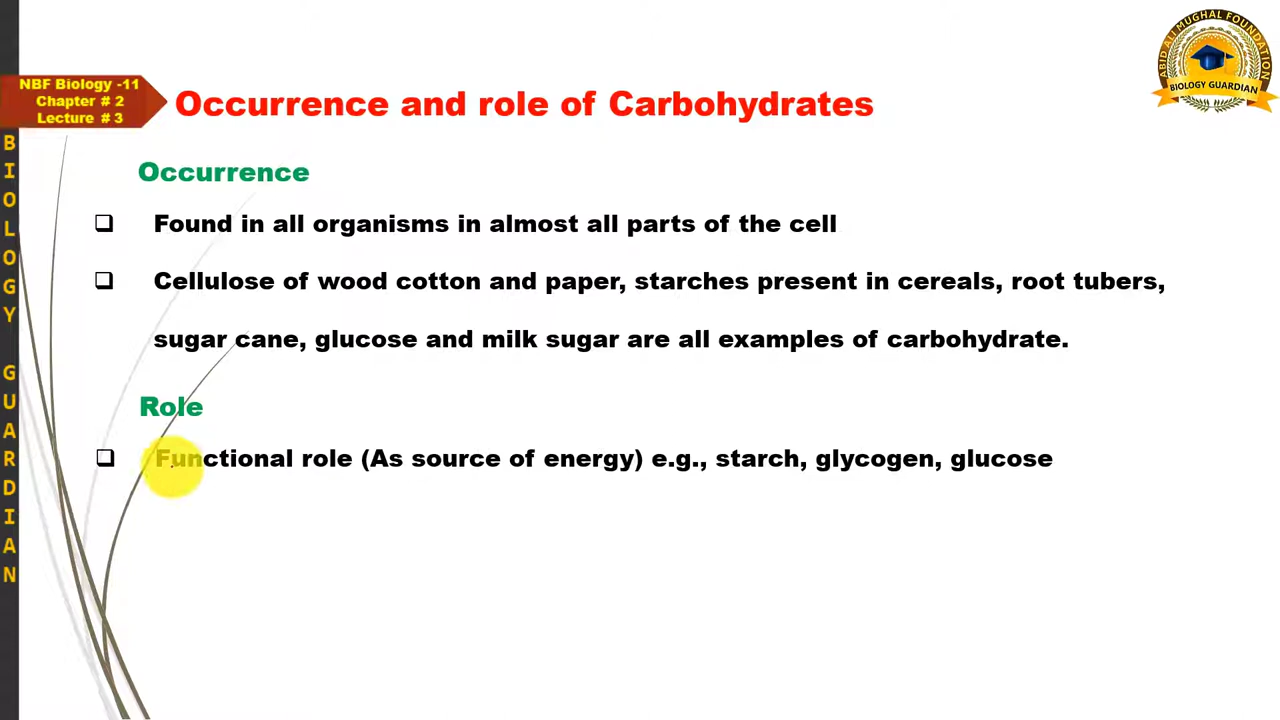 ABID ALI MUGHAL FOUNDATION
BIOLOGY GUARDIAN
NBF Biology -11
Chapter # 2
Lecture # 3
Occurrence and role of Carbohydrates
BIOLOGY GUARDIAN
Occurrence
Found in all organisms in almost all parts of the cell
Cellulose of wood cotton and paper, starches present in cereals, root tubers,
sugar cane, glucose and milk sugar are all examples of carbohydrate.
Role
Functional role (As source of energy) e.g., starch, glycogen, glucose